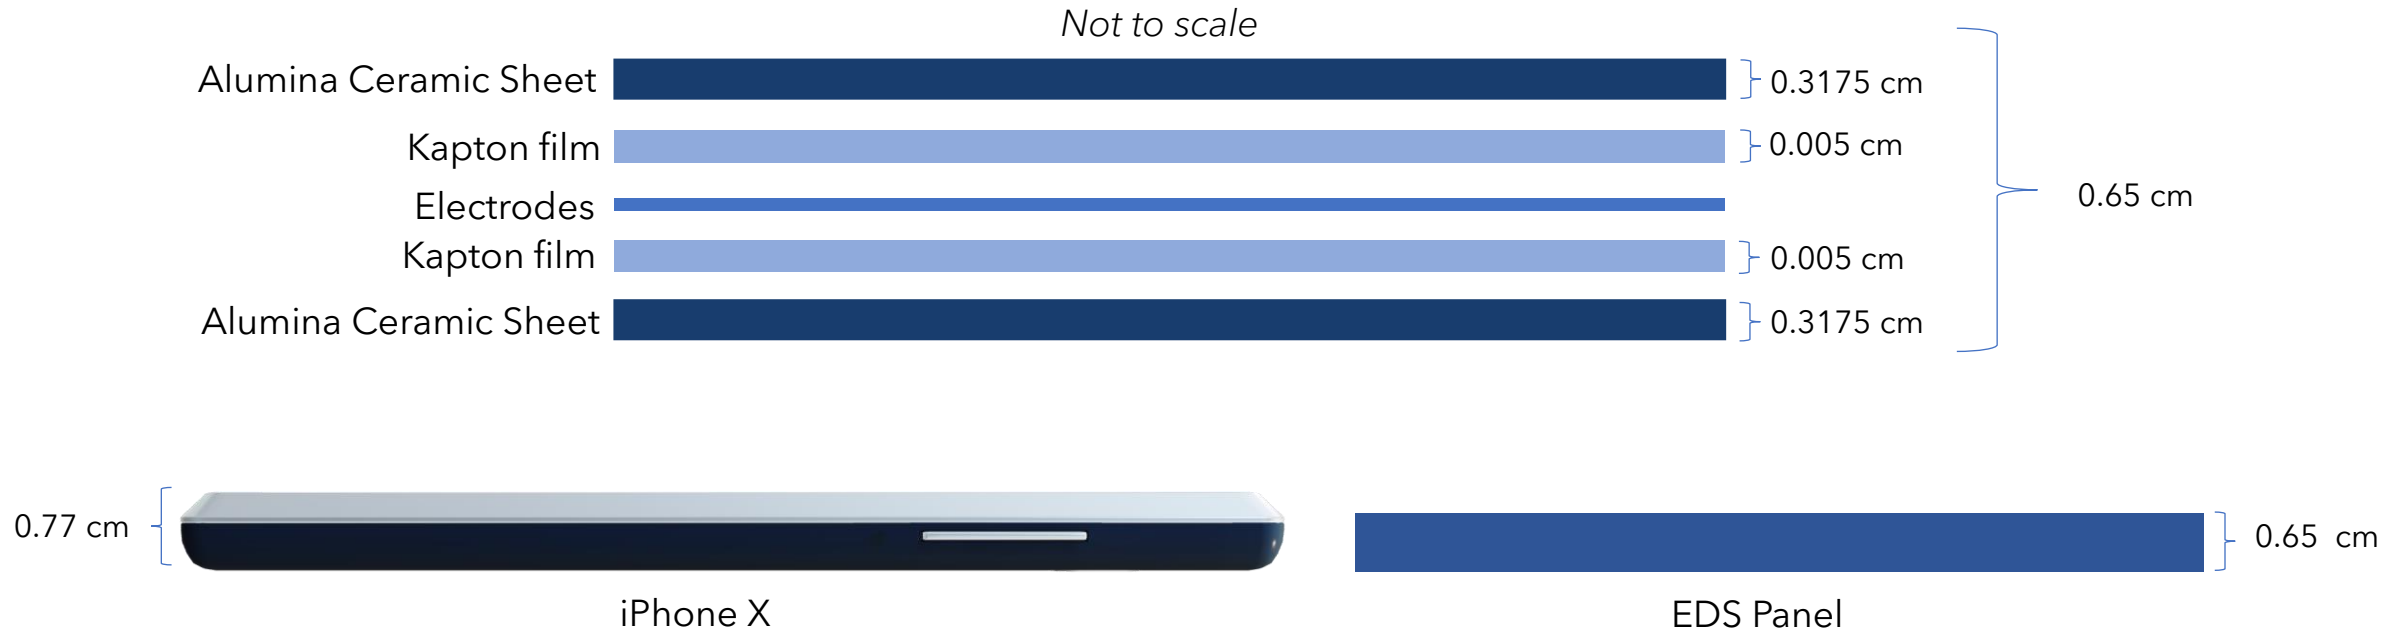 Not to scale
Alumina Ceramic Sheet 0.3175 cm
Kapton film 0.005 cm
Electrodes 0.65 cm
Kapton film 0.005 cm
Alumina Ceramic Sheet 0.3175 cm
0.77 cm 0.65 cm
iPhone X EDS Panel